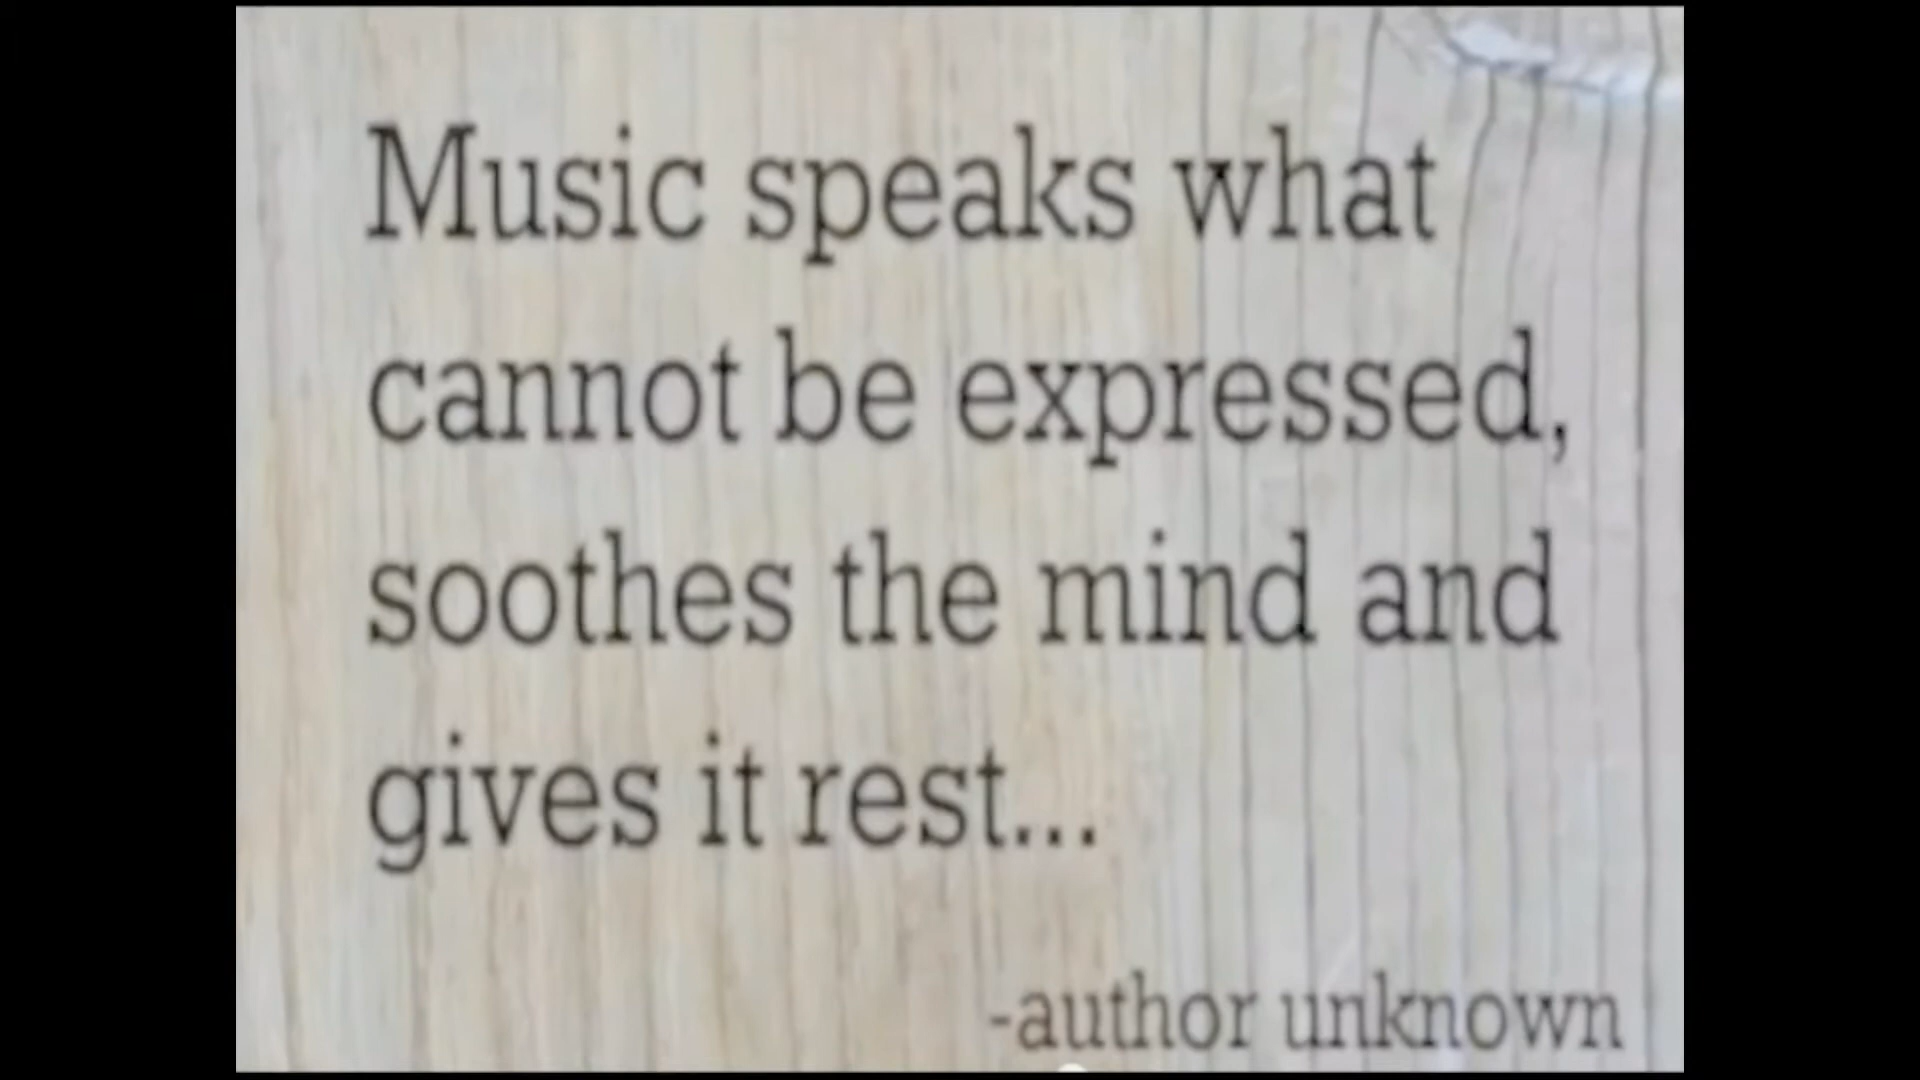 Music speaks what
cannot be expressed,
soothes the mind and
gives it rest...
-author unknown